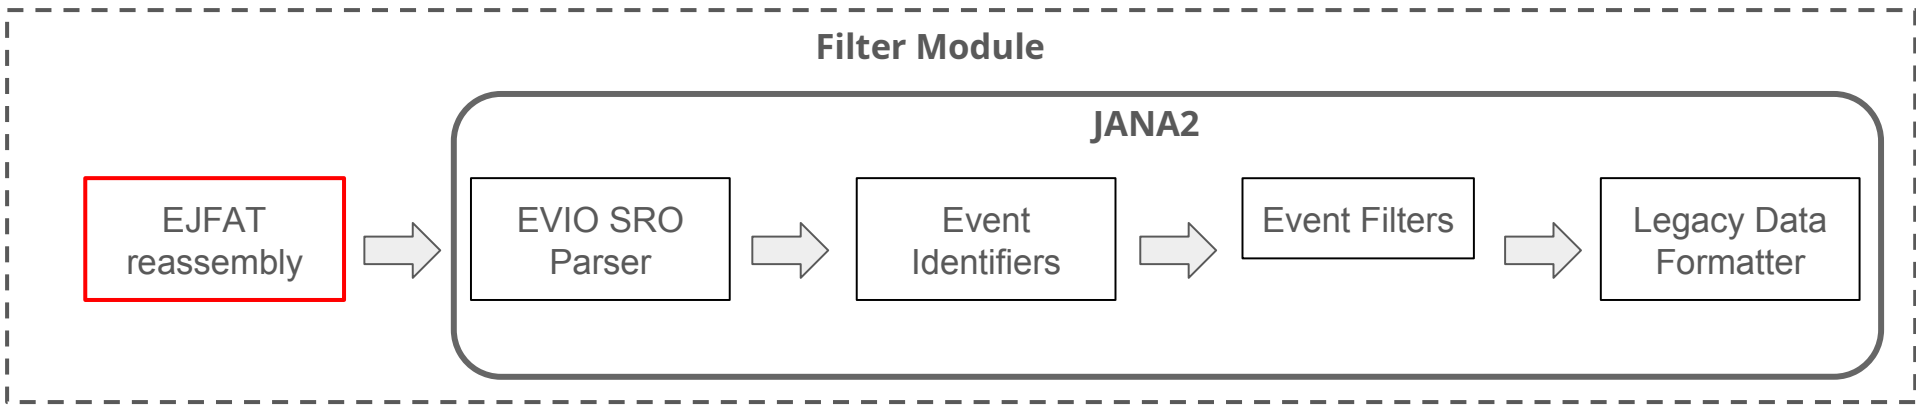 Filter Module
JANA2
EJFAT
reassembly
EVIO SRO
Parser
Event
Identifiers
Event Filters
Legacy Data
Formatter